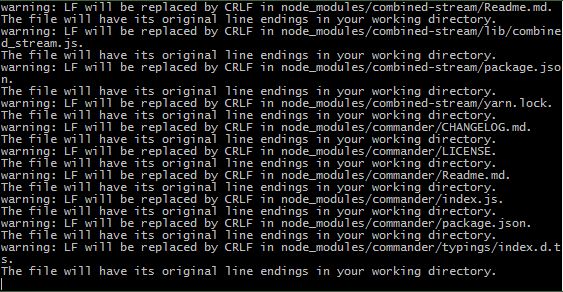 warning: LF will be replaced by CRLF in node_modules/combined-stream/Readme.md.
The file will have its original line endings in your working directory.
warning: LF will be replaced by CRLF in node_modules/combined-stream/lib/combine
d_stream.js.
The file will have its original line endings in your working directory.
warning: LF will be replaced by CRLF in node_modules/combined-stream/package.jso
n.
The file will have its original line endings in your working directory.
warning: LF will be replaced by CRLF in node_modules/combined-stream/yarn.lock.
The file will have its original line endings in your working directory.
warning: LF will be replaced by CRLF in node_modules/commander/CHANGELOG.md.
The file will have its original line endings in your working directory.
warning: LF will be replaced by CRLF in node_modules/commander/LICENSE.
The file will have its original line endings in your working directory.
warning: LF will be replaced by CRLF in node_modules/commander/Readme.md.
The file will have its original line endings in your working directory.
warning: LF will be replaced by CRLF in node_modules/commander/index.js.
The file will have its original line endings in your working directory.
warning: LF will be replaced by CRLF in node_modules/commander/package.json.
The file will have its original line endings in your working directory.
warning: LF will be replaced by CRLF in node_modules/commander/typings/index.d.t
s.
The file will have its original line endings in your working directory.